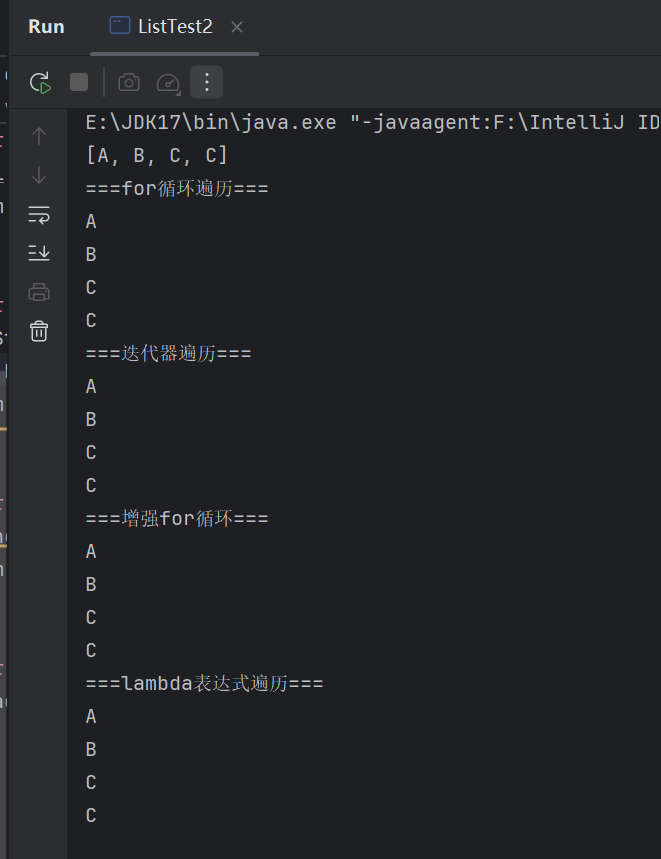 Run ListTest2
E:\JDK17\bin\java.exe "-javaagent:F:\IntelliJ ID
[A, B, C, C]
===for循环遍历===
A
B
C
C
===迭代器遍历===
A
B
C
C
===增强for循环===
A
B
C
C
===lambda表达式遍历===
A
B
C
C